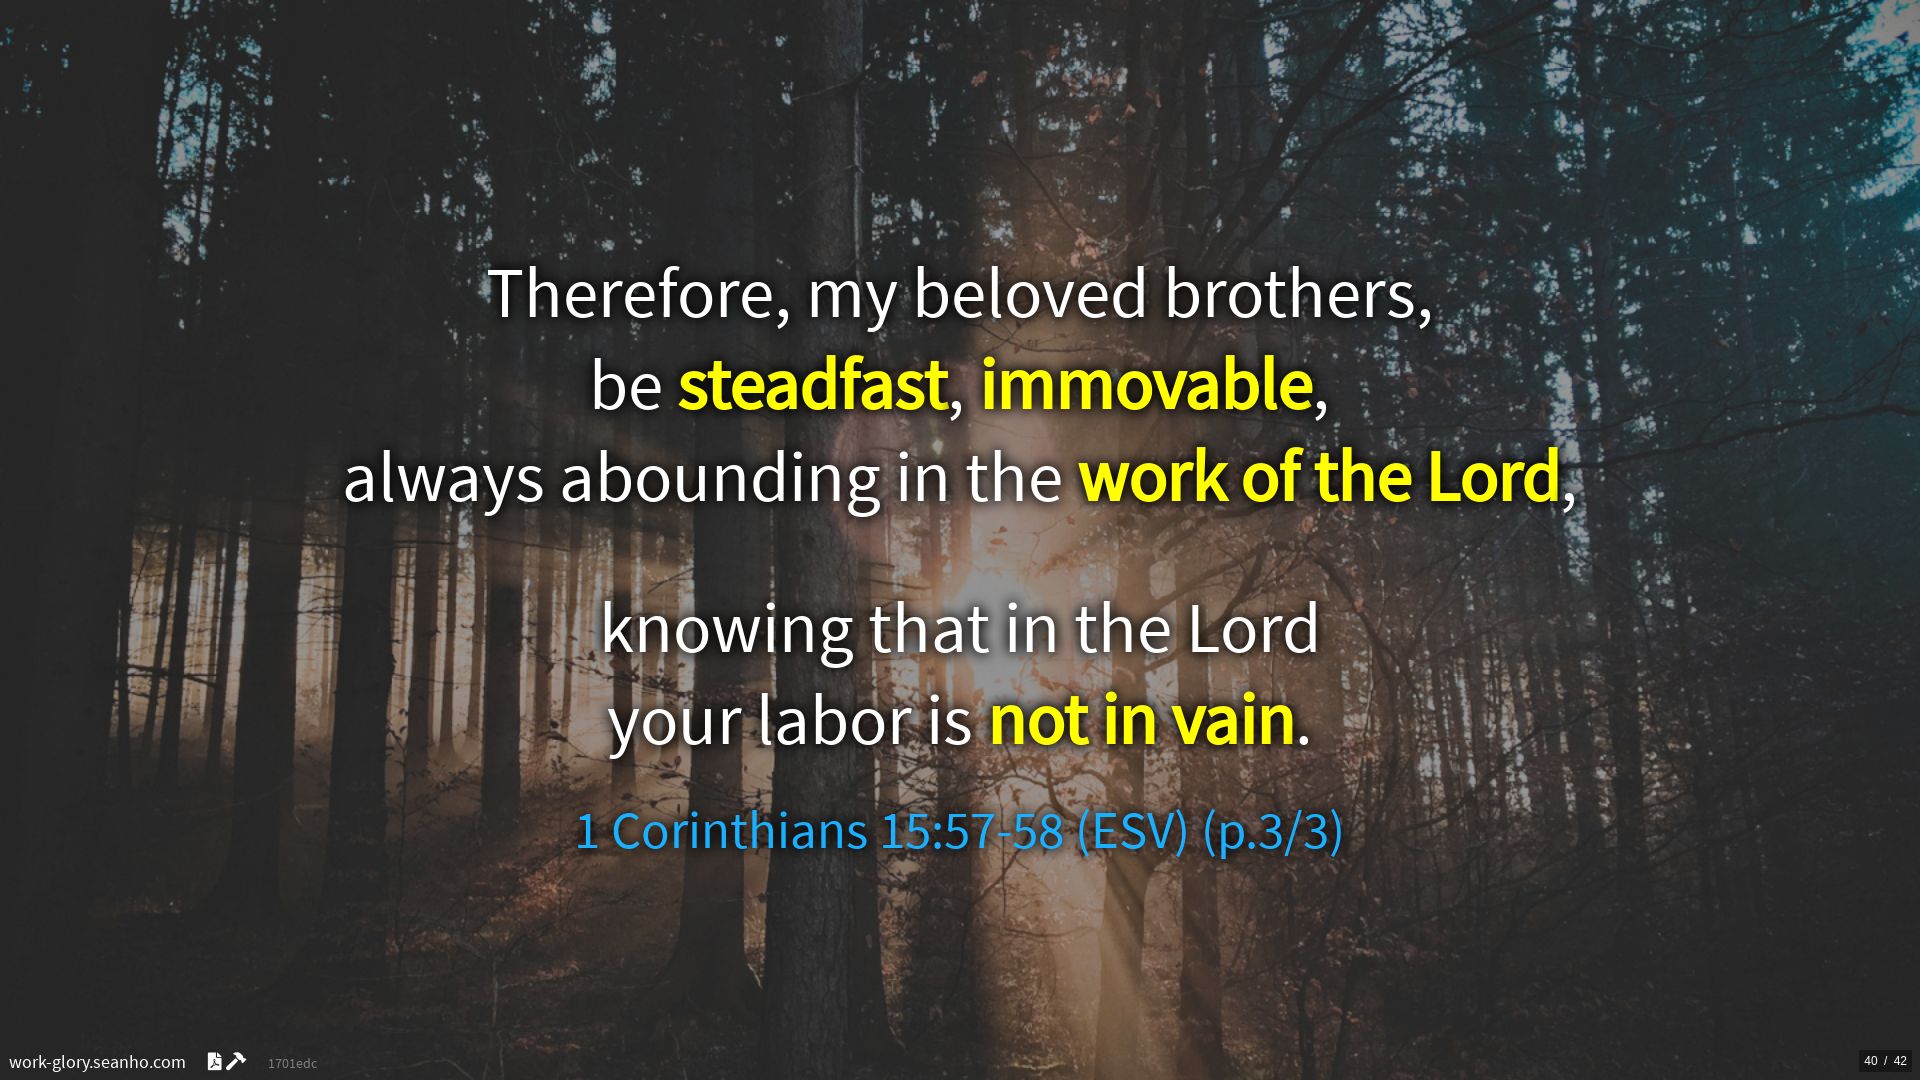 Therefore, my beloved brothers,
be steadfast, immovable,
always abounding in the work of the Lord,
knowing that in the Lord
your labor is not in vain.
1 Corinthians 15:57-58 (ESV) (p.3/3)
work-glory.seanho.com 1701edc
40 / 42